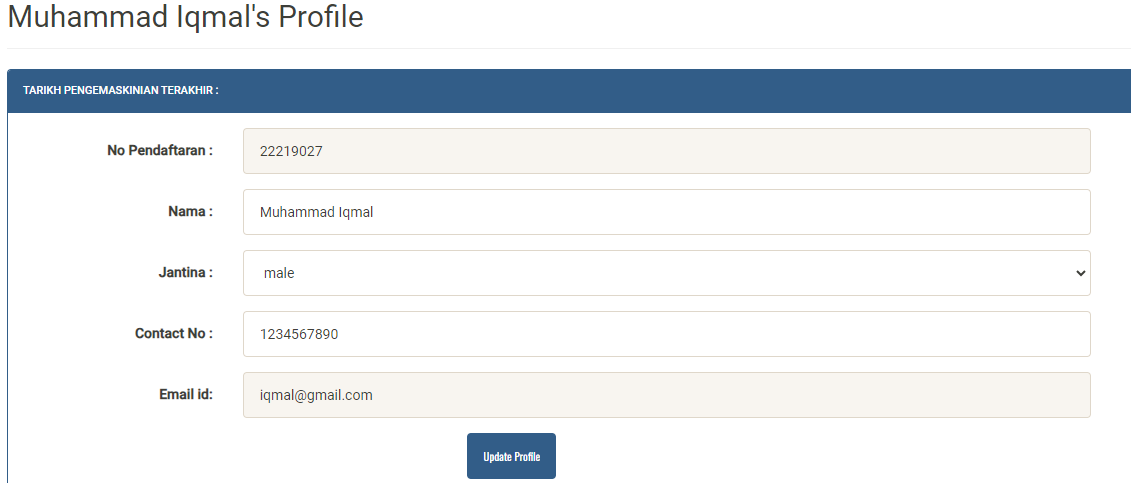 Muhammad Iqmal's Profile
TARIKH PENGEMASKINIAN TERAKHIR :
No Pendaftaran : 22219027
Nama : Muhammad Iqmal
Jantina : male
Contact No : 1234567890
Email id: iqmal@gmail.com
Update Profile